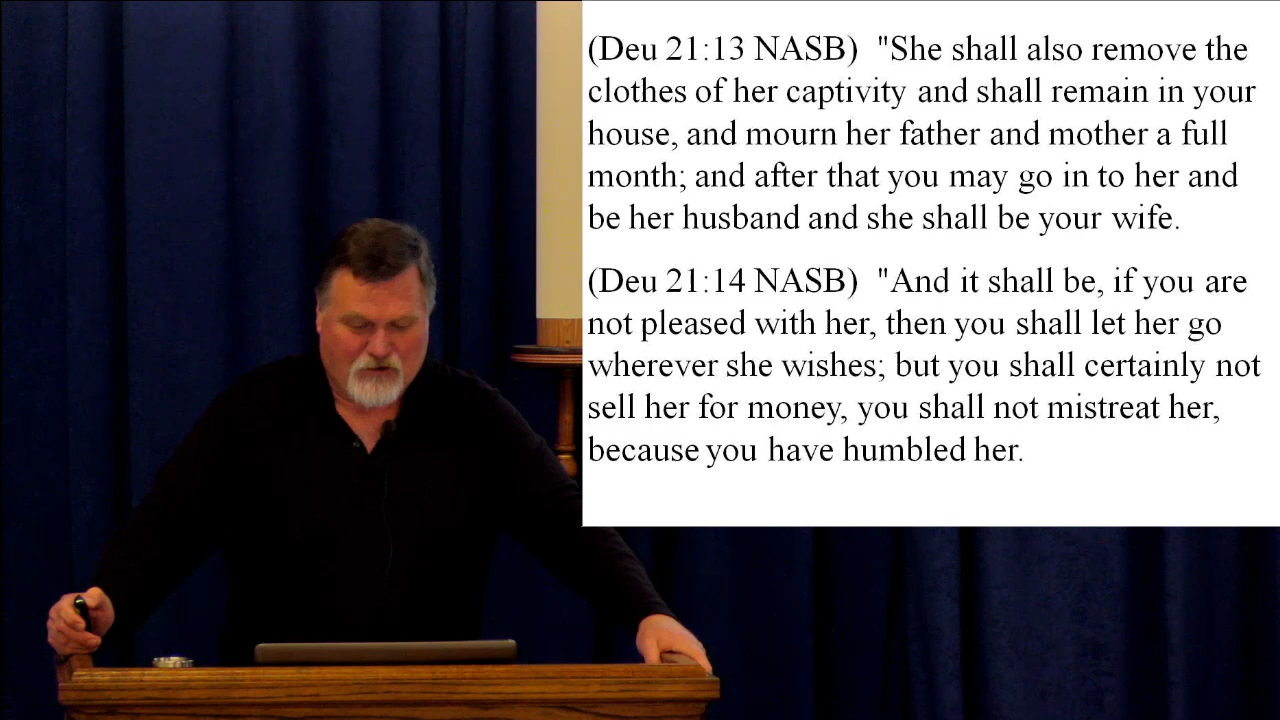 (Deu 21:13 NASB)  "She shall also remove the
clothes of her captivity and shall remain in your
house, and mourn her father and mother a full
month; and after that you may go in to her and
be her husband and she shall be your wife.
(Deu 21:14 NASB)  "And it shall be, if you are
not pleased with her, then you shall let her go
wherever she wishes; but you shall certainly not
sell her for money, you shall not mistreat her,
because you have humbled her.